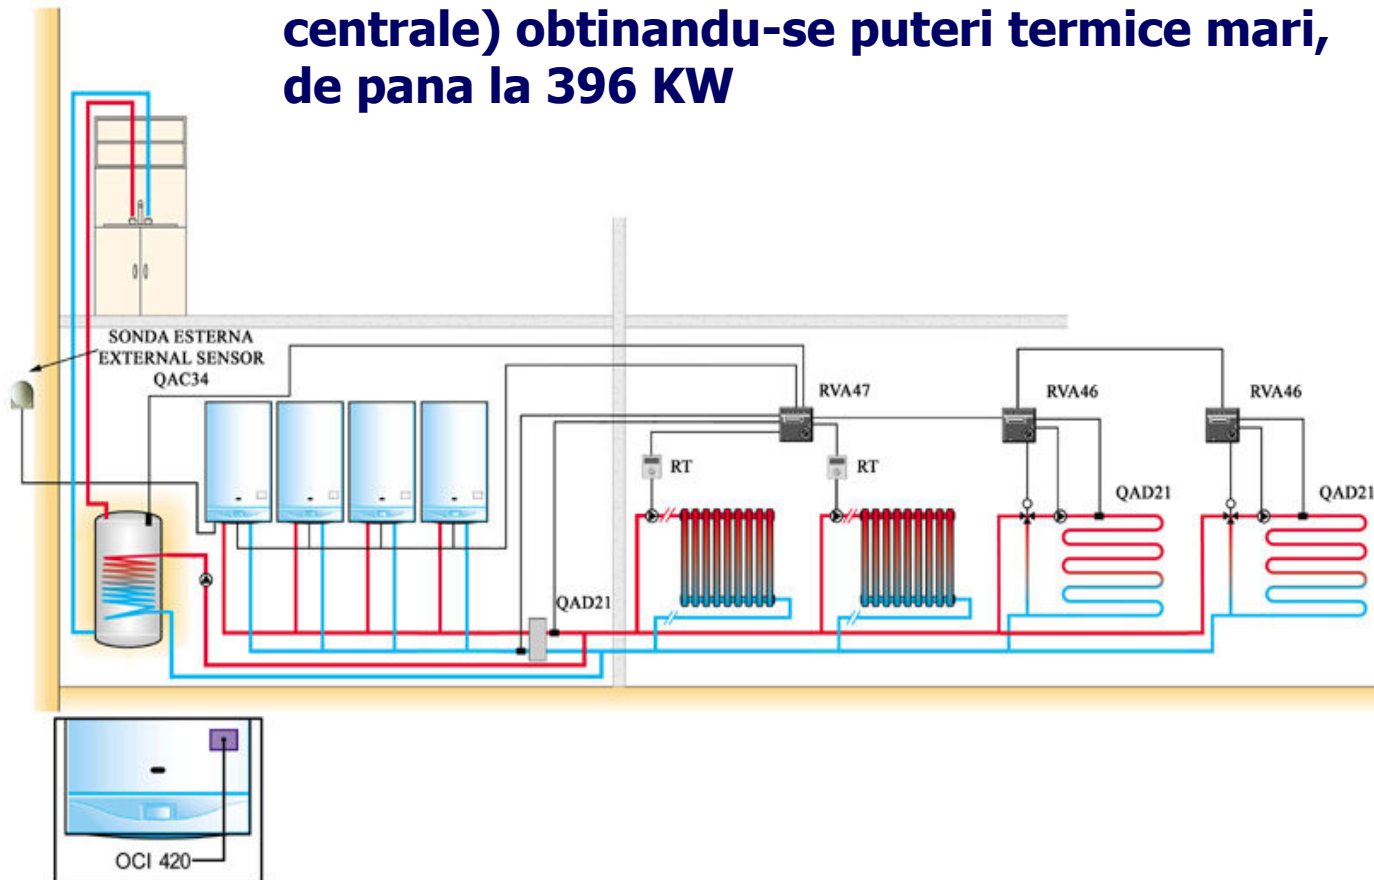 centrale) obtinandu-se puteri termice mari,
de pana la 396 KW
SONDA ESTERNA
EXTERNAL SENSOR
QAC34
RVA47
RVA46
RVA46
RT
RT
QAD21
QAD21
QAD21
OCI 420